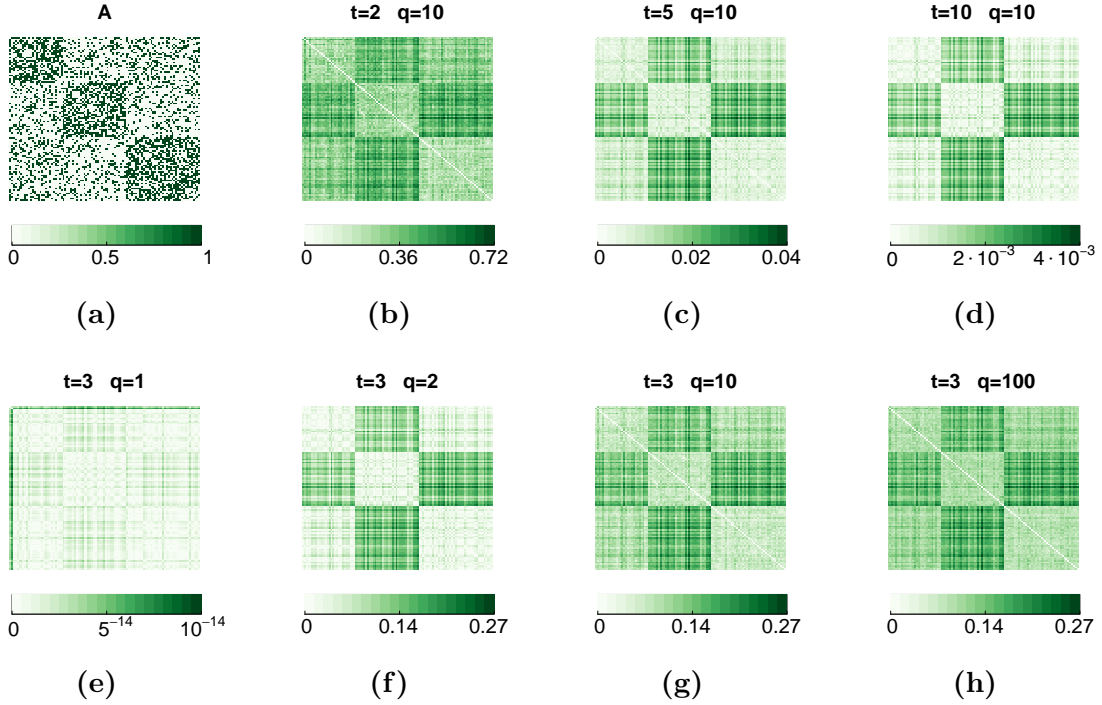 A t=2 q=10 t=5 q=10 t=10 q=10
0 0.5 1 0 0.36 0.72 0 0.02 0.04 0 2·10⁻³ 4·10⁻³
(a) (b) (c) (d)
t=3 q=1 t=3 q=2 t=3 q=10 t=3 q=100
0 5⁻¹⁴ 10⁻¹⁴ 0 0.14 0.27 0 0.14 0.27 0 0.14 0.27
(e) (f) (g) (h)